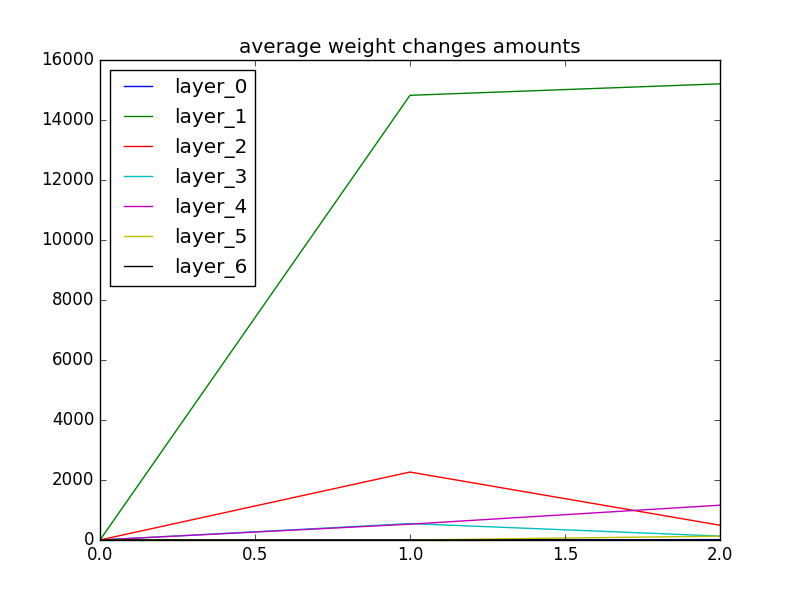 average weight changes amounts
16000
14000
12000
10000
8000
6000
4000
2000
0
layer_0
layer_1
layer_2
layer_3
layer_4
layer_5
layer_6
0.0 0.5 1.0 1.5 2.0